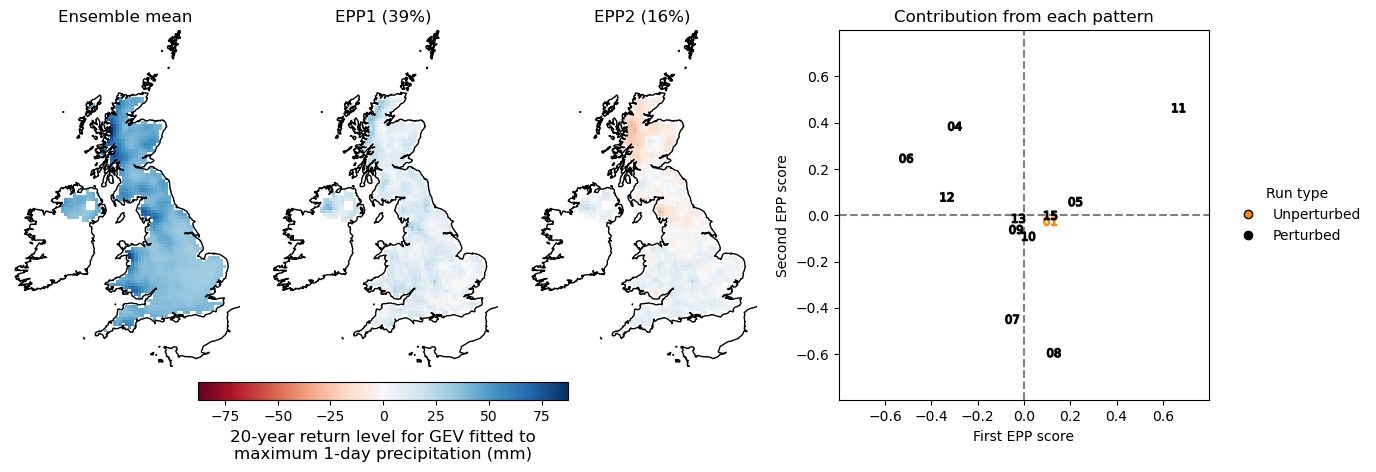 Ensemble mean
EPP1 (39%)
EPP2 (16%)
Contribution from each pattern
−75 −50 −25 0 25 50 75
20-year return level for GEV fitted to
maximum 1-day precipitation (mm)
Second EPP score
0.6
0.4
0.2
0.0
−0.2
−0.4
−0.6
11
04
06
12
05
13
15
01
09
10
07
08
−0.6 −0.4 −0.2 0.0 0.2 0.4 0.6
First EPP score
Run type
Unperturbed
Perturbed